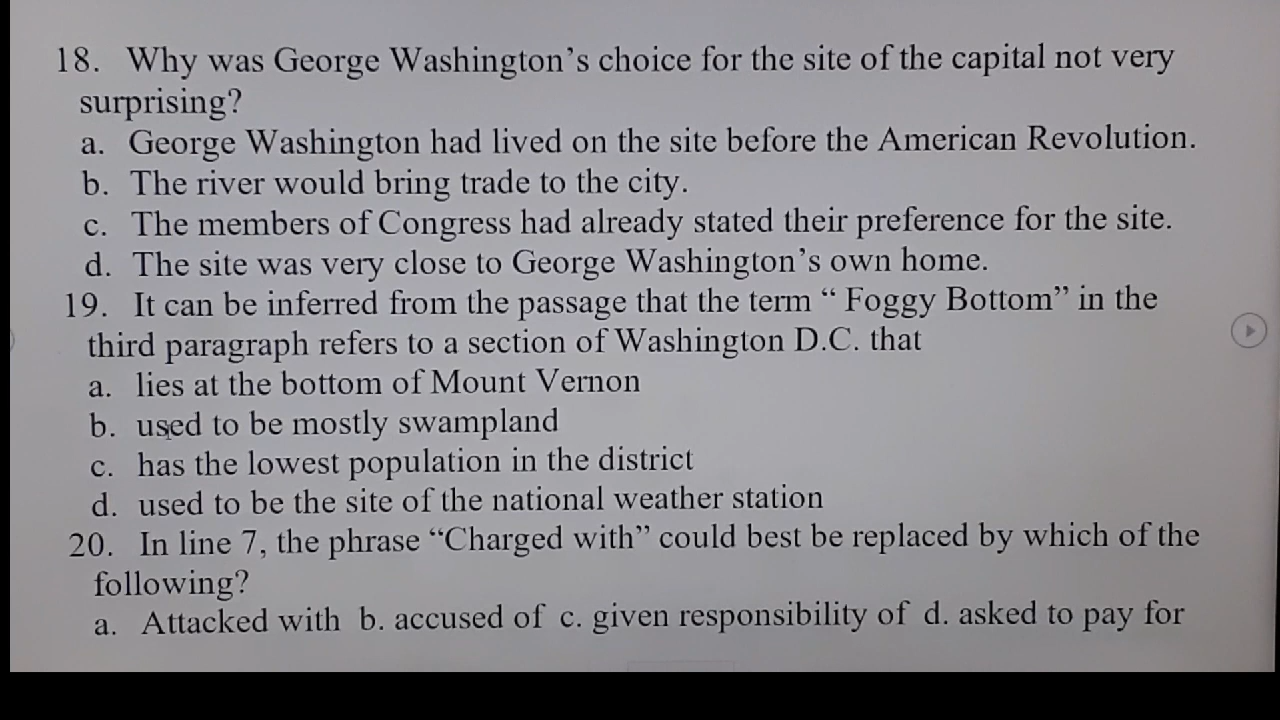 18. Why was George Washington's choice for the site of the capital not very
surprising?
a. George Washington had lived on the site before the American Revolution.
b. The river would bring trade to the city.
c. The members of Congress had already stated their preference for the site.
d. The site was very close to George Washington's own home.
19. It can be inferred from the passage that the term “ Foggy Bottom” in the
third paragraph refers to a section of Washington D.C. that
a. lies at the bottom of Mount Vernon
b. used to be mostly swampland
c. has the lowest population in the district
d. used to be the site of the national weather station
20. In line 7, the phrase “Charged with” could best be replaced by which of the
following?
a. Attacked with b. accused of c. given responsibility of d. asked to pay for